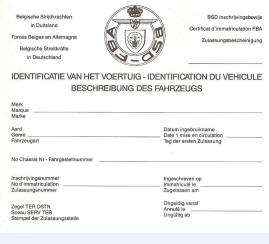 Belgische Strijdkrachten
in Duitsland
Forces Belges en Allemagne
Belgische Streitkräfte
in Deutschland
BSD
BSD-FBA
BSD Inschrijvingsbewijs
Certificat d'immatriculation FBA
Zulassungsbescheinigung
IDENTIFICATIE VAN HET VOERTUIG - IDENTIFICATION DU VEHICULE
BESCHREIBUNG DES FAHRZEUGS
Merk
Marque
Marke
Aard
Genre
Fahrzeugart
Datum ingebruikname
Date 1 mise en circulation
Tag der ersten Zulassung
No Chassis Nr - Fahrgestellnummer
Inschrijvingsnummer
No d'immatriculation
Zulassungsnummer
Ingeschreven op
Immatriculé le
Zugelassen am
Zegel TER DSTN
Sceau SERV TER
Stempel der Zulassungsstelle
Ongeldig vanaf
Annulé le
Ungültig ab